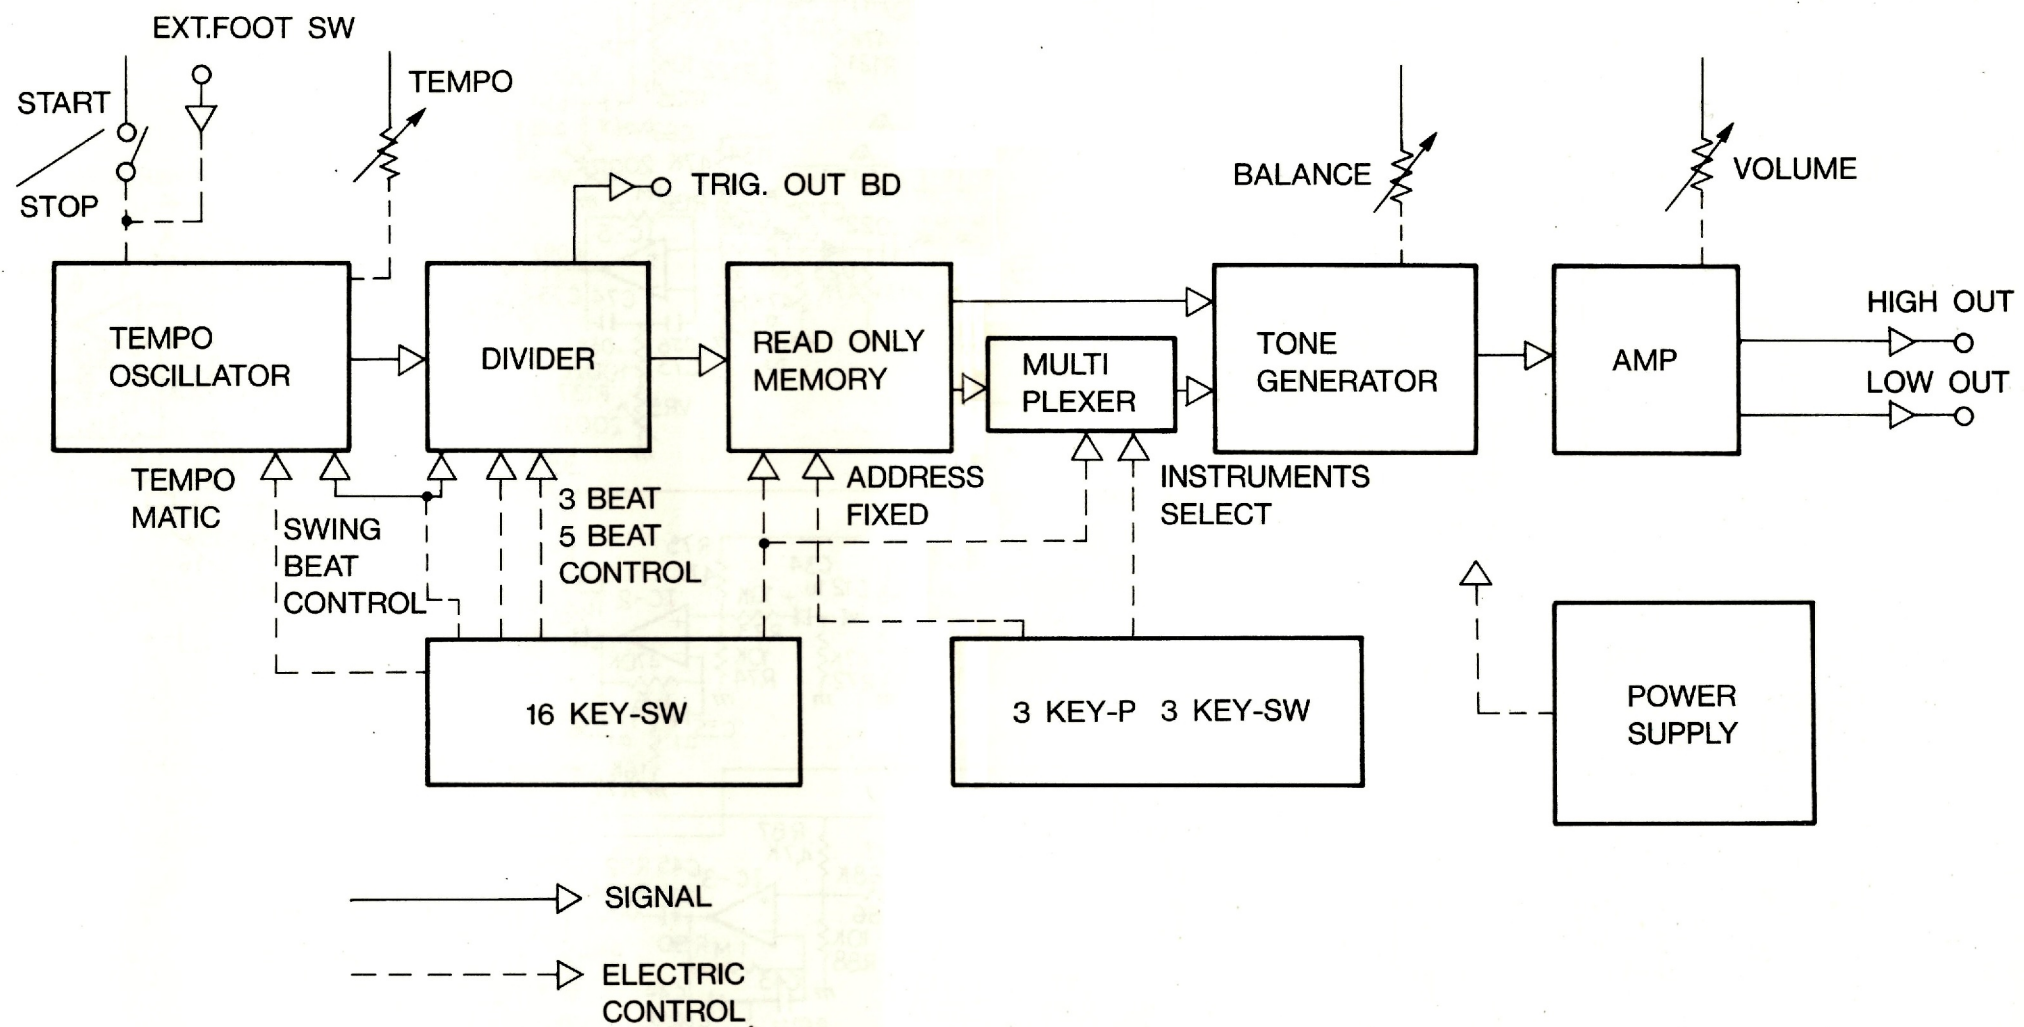 EXT.FOOT SW
START
STOP
TEMPO
TRIG. OUT BD
BALANCE
VOLUME
TEMPO
OSCILLATOR
DIVIDER
READ ONLY
MEMORY
MULTI
PLEXER
TONE
GENERATOR
AMP
HIGH OUT
LOW OUT
TEMPO
MATIC
SWING
BEAT
CONTROL
3 BEAT
5 BEAT
CONTROL
ADDRESS
FIXED
INSTRUMENTS
SELECT
16 KEY-SW
3 KEY-P 3 KEY-SW
POWER
SUPPLY
SIGNAL
ELECTRIC
CONTROL